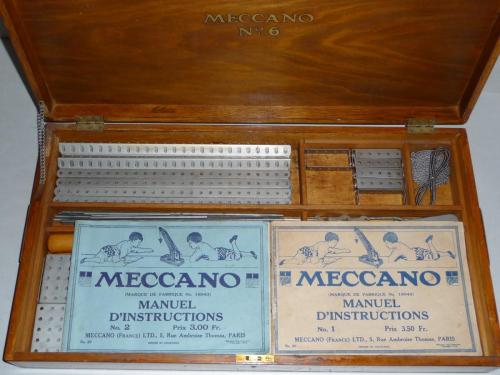 MECCANO
No 6
MECCANO
(MARQUE DE FABRIQUE No.
MANUEL
D'INSTRUCTIONS
No. 2 Prix 3.00 Fr.
MECCANO (FRANCE) LTD., 5, Rue Ambroise Thomas, PARIS
MECCANO
(MARQUE DE FABRIQUE No.
MANUEL
D'INSTRUCTIONS
No. 1 Prix 3.50 Fr.
MECCANO (FRANCE) LTD., 5, Rue Ambroise Thomas, PARIS